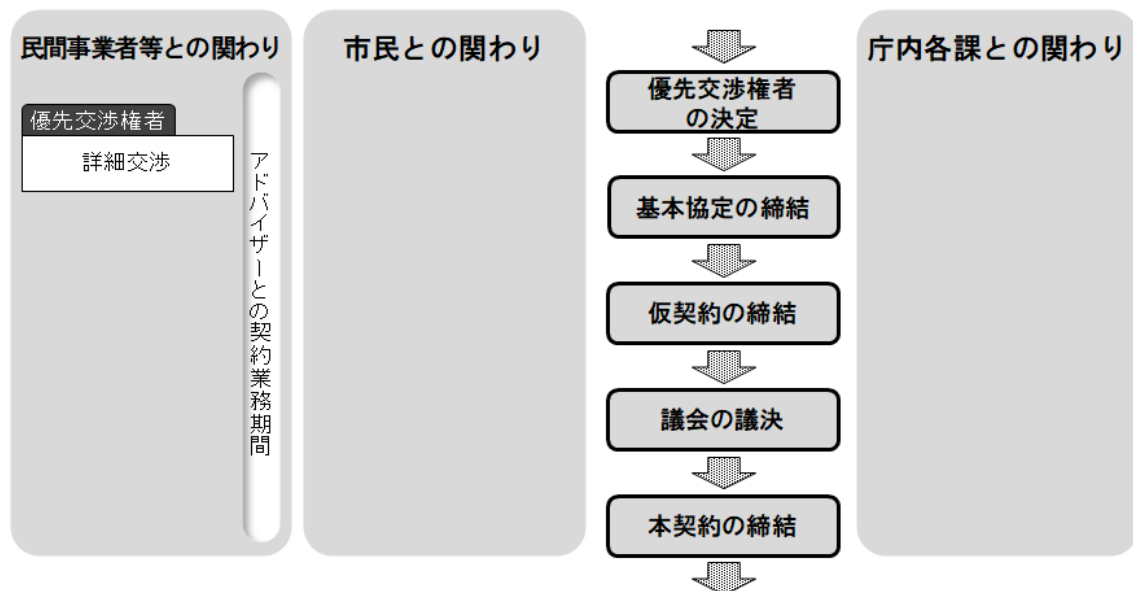 民間事業者等との関わり
優先交渉権者
詳細交渉
アドバイザーとの契約業務期間
市民との関わり
優先交渉権者
の決定
基本協定の締結
仮契約の締結
議会の議決
本契約の締結
庁内各課との関わり